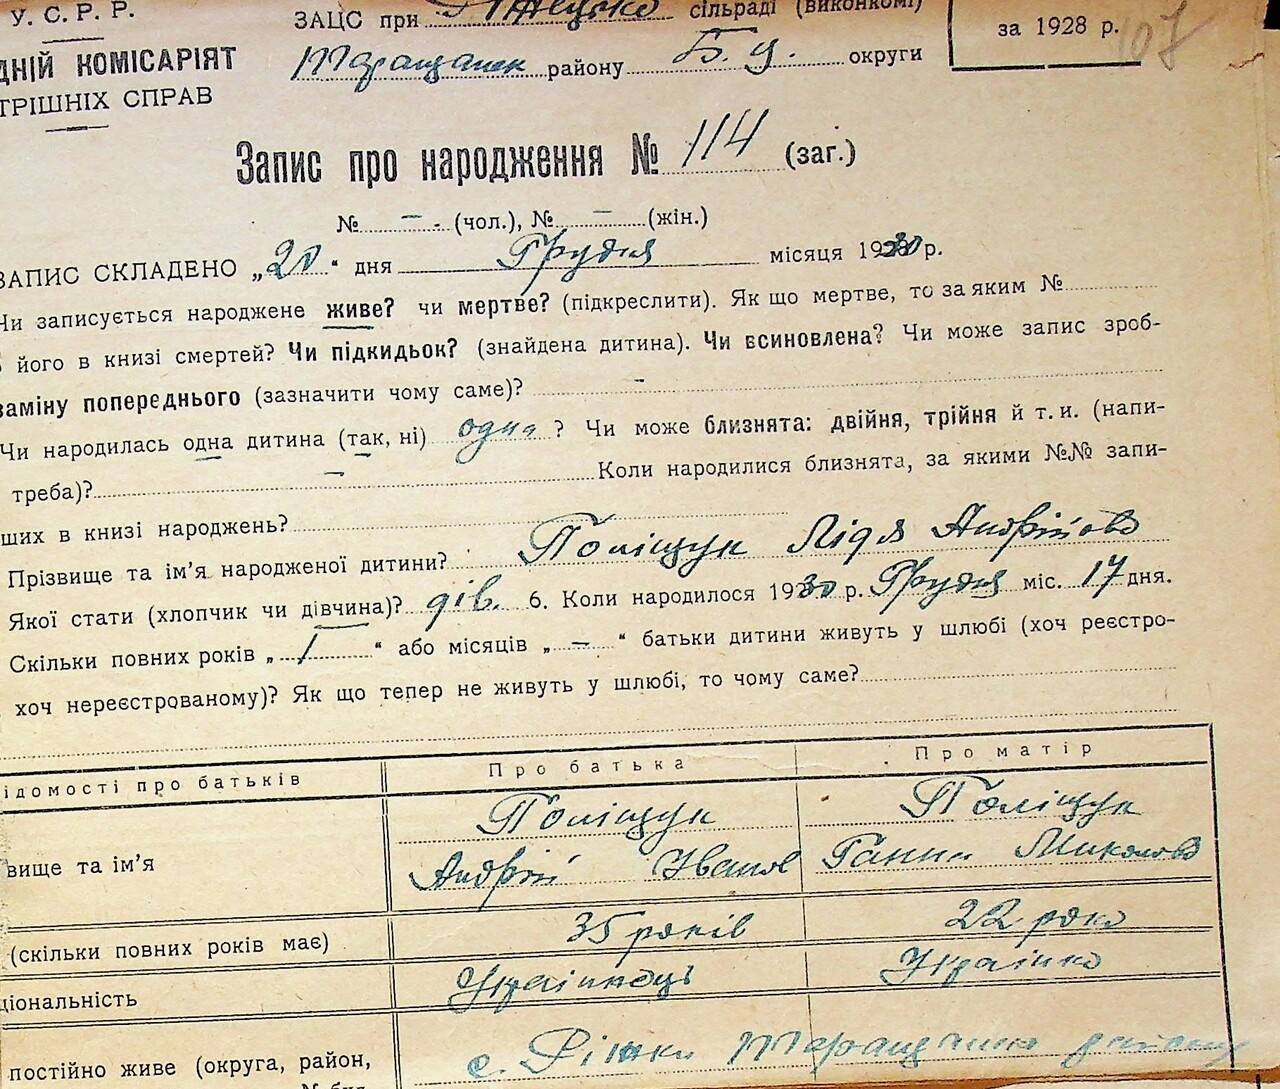 У. С. Р. Р.
ДНІЙ КОМІСАРІЯТ
ТРІШНІХ СПРАВ
ЗАЦС при сільраді (виконкомі)
району Б. Ц. округи
за 1928 р.
107
Запис про народження № 114 (заг.)
№ - (чол.), № - (жін.)
ЗАПИС СКЛАДЕНО „20“ дня Грудня місяця 1930 р.
Чи записується народжене живе? чи мертве? (підкреслити). Як що мертве, то за яким №
його в книзі смертей? Чи підкидьок? (знайдена дитина). Чи всиновлена? Чи може запис зроб-
заміну попереднього (зазначити чому саме)? -
Чи народилась одна дитина (так, ні) одна ? Чи може близнята: двійня, трійня й т. и. (напи-
треба)? - Коли народилися близнята, за якими №№ запи-
ших в книзі народжень?
Прізвище та ім’я народженої дитини? Поліщук Лідя Андрійов
Якої стати (хлопчик чи дівчина)? дів. 6. Коли народилося 1930 р. Грудня міс. 17 дня.
Скільки повних років „ 1 “ або місяців „ - “ батьки дитини живуть у шлюбі (хоч реєстро-
хоч нереєстрованому)? Як що тепер не живуть у шлюбі, то чому саме?
ідомості про батьків Про батька Про матір
Поліщук Поліщук
вище та ім’я Андрій Іванов Ганна Миколов
(скільки повних років має) 35 років 22 роки
ціональність Українець Українка
постійно живе (округа, район, с.